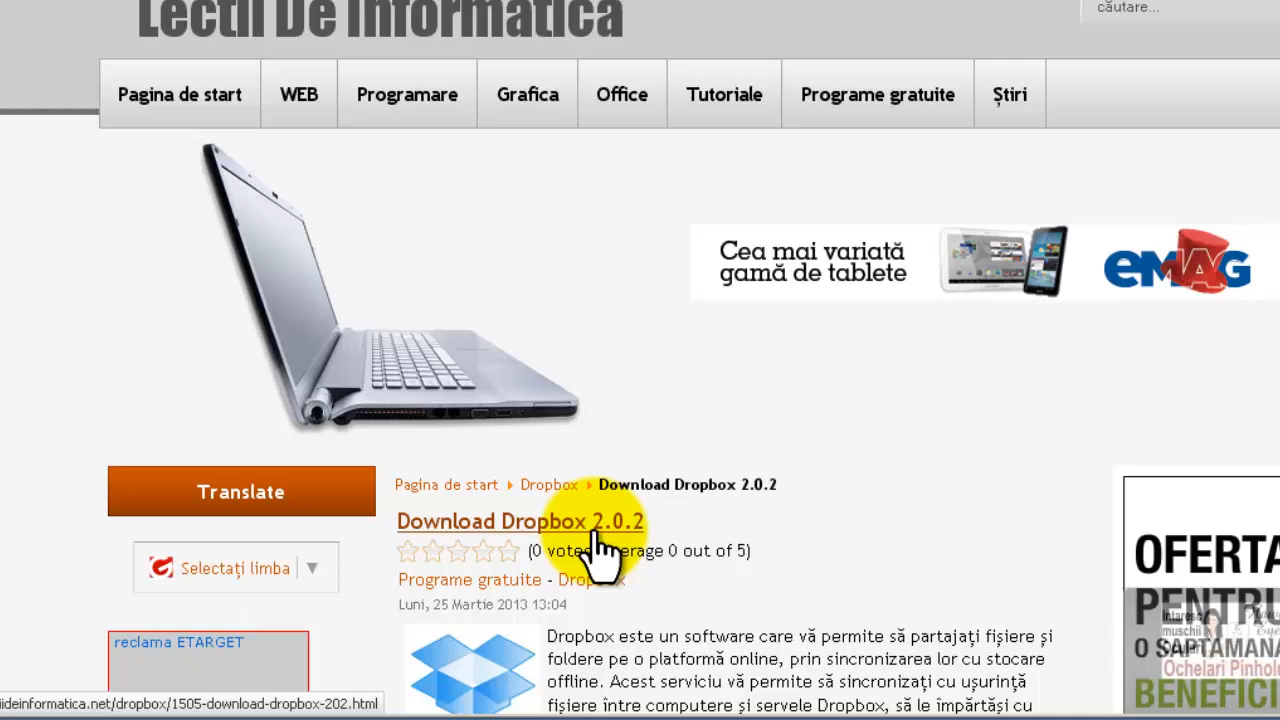 Lectii De Informatica
căutare...
Pagina de start
WEB
Programare
Grafica
Office
Tutoriale
Programe gratuite
Știri
Cea mai variată
gamă de tablete
eMAG
Translate
Pagina de start
Dropbox
Download Dropbox 2.0.2
Download Dropbox 2.0.2
(0 votes, average 0 out of 5)
Selectați limba
Programe gratuite - Dropbox
Luni, 25 Martie 2013 13:04
reclama ETARGET
Dropbox este un software care vă permite să partajați fișiere și
foldere pe o platformă online, prin sincronizarea lor cu stocare
offline. Acest serviciu vă permite să sincronizați cu ușurință
fișiere între computere și servele Dropbox, să le împărtăși cu
OFERTA
PENTRU
Intaresc
muschii
O SAPTAMANA
Ochelari Pinhole
BENEFICI
iideinformatica.net/dropbox/1505-download-dropbox-202.html